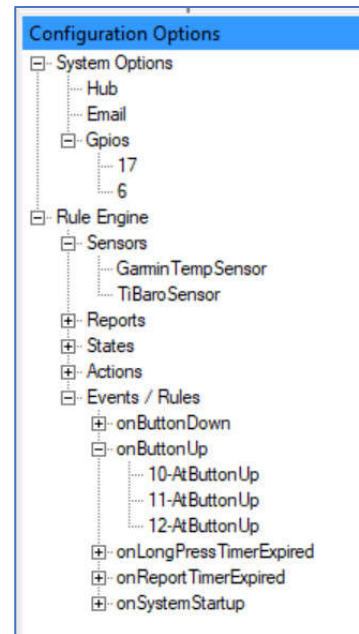 Configuration Options
System Options
Hub
Email
Gpios
17
6
Rule Engine
Sensors
GarminTempSensor
TiBaroSensor
Reports
States
Actions
Events / Rules
onButtonDown
onButtonUp
10-AtButtonUp
11-AtButtonUp
12-AtButtonUp
onLongPressTimerExpired
onReportTimerExpired
onSystemStartup